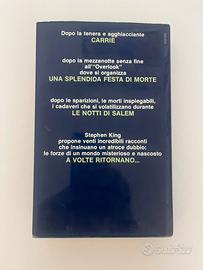 Dopo la tenera e agghiacciante
CARRIE
dopo la mezzanotte senza fine
all'"Overlook"
dove si organizza
UNA SPLENDIDA FESTA DI MORTE
dopo le sparizioni, le morti inspiegabili,
i cadaveri che si volatilizzano durante
LE NOTTI DI SALEM
Stephen King
propone venti incredibili racconti
che insinuano un atroce dubbio:
le forze di un mondo misterioso e nascosto
A VOLTE RITORNANO...
subito